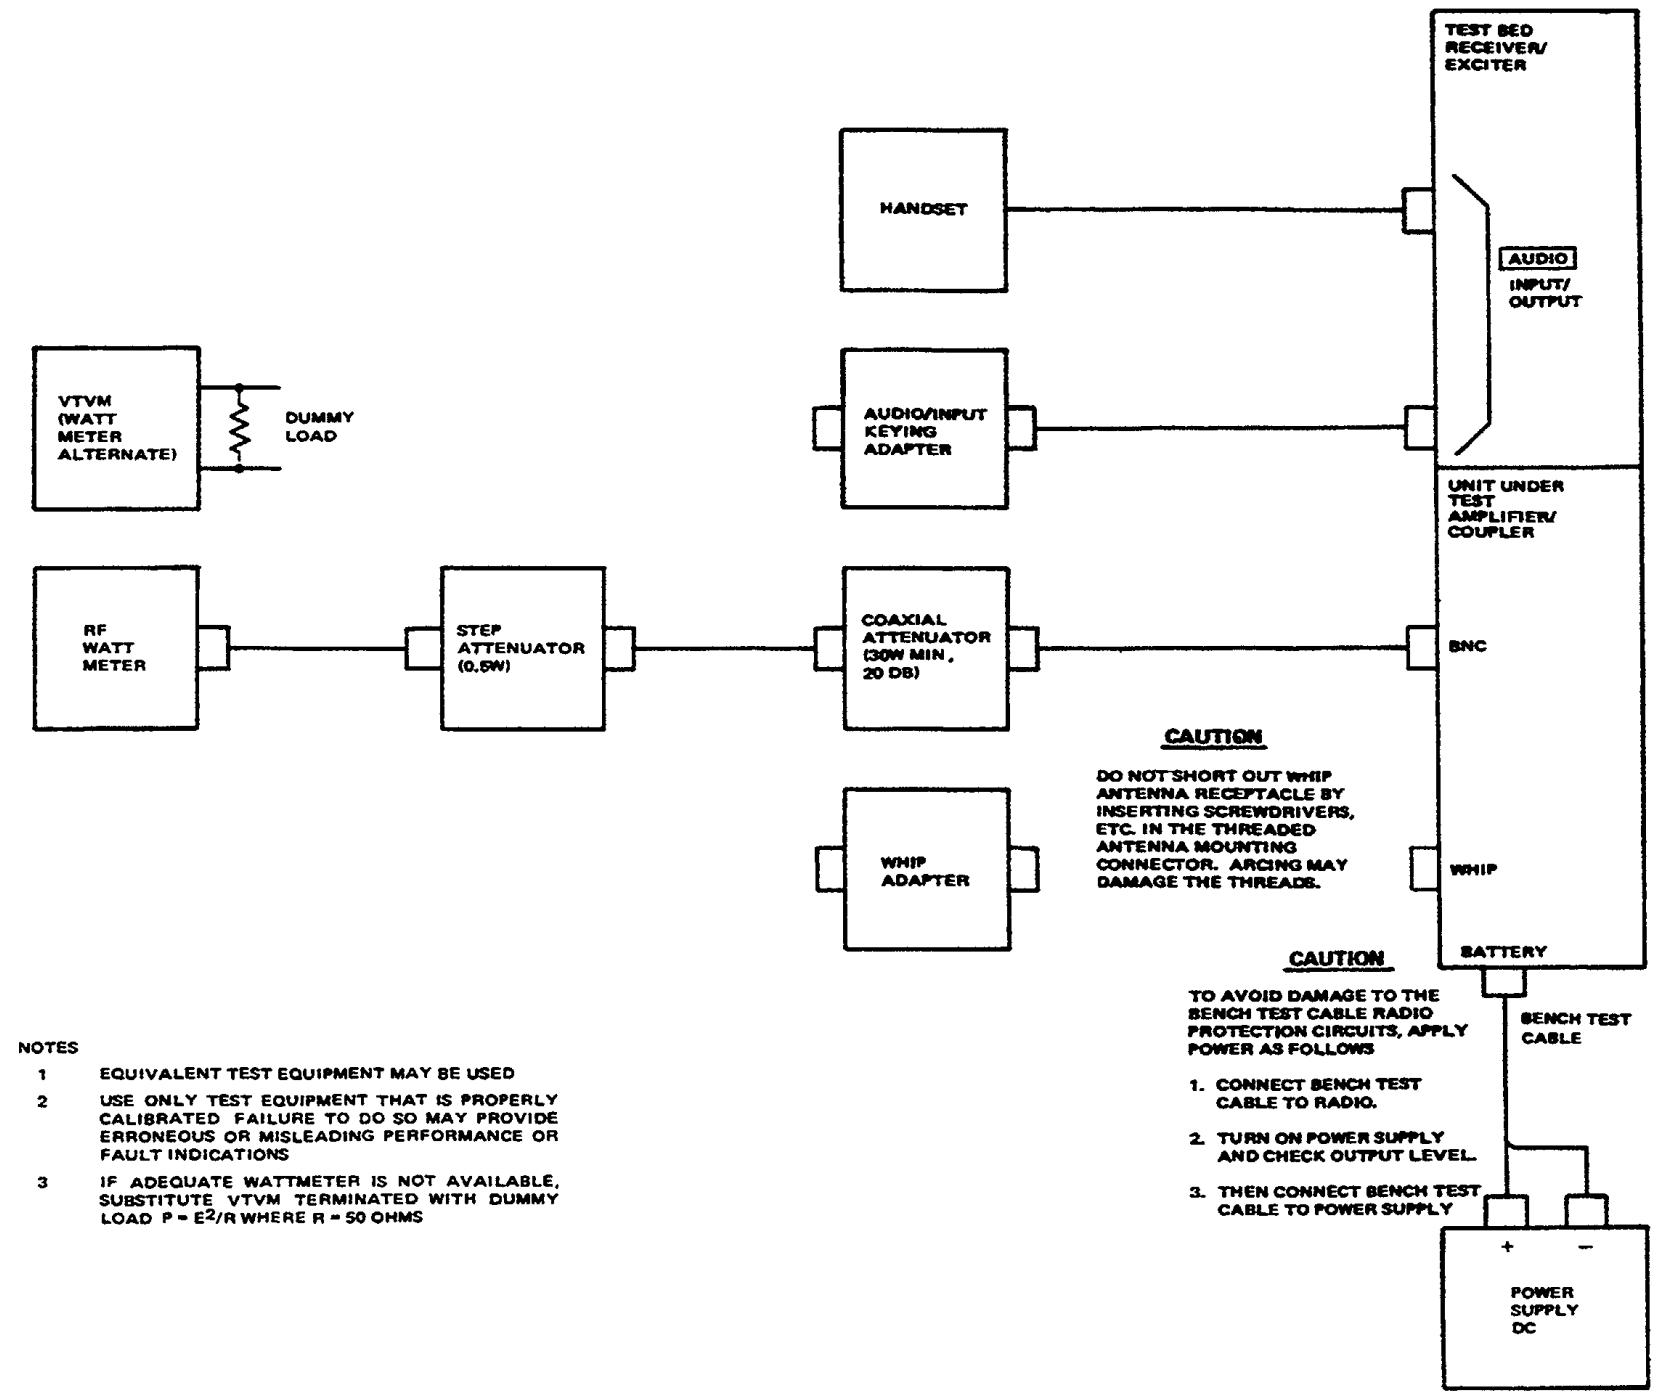 TEST BED
RECEIVER/
EXCITER
HANDSET
AUDIO
INPUT/
OUTPUT
VTVM
(WATT
METER
ALTERNATE)
DUMMY
LOAD
AUDIO/INPUT
KEYING
ADAPTER
UNIT UNDER
TEST
AMPLIFIER/
COUPLER
RF
WATT
METER
STEP
ATTENUATOR
(0.5W)
COAXIAL
ATTENUATOR
(30W MIN,
20 DB)
BNC
CAUTION
DO NOT SHORT OUT WHIP
ANTENNA RECEPTACLE BY
INSERTING SCREWDRIVERS,
ETC. IN THE THREADED
ANTENNA MOUNTING
CONNECTOR. ARCING MAY
DAMAGE THE THREADS.
WHIP
ADAPTER
WHIP
BATTERY
CAUTION
TO AVOID DAMAGE TO THE
BENCH TEST CABLE RADIO
PROTECTION CIRCUITS, APPLY
POWER AS FOLLOWS
1. CONNECT BENCH TEST
CABLE TO RADIO.
2. TURN ON POWER SUPPLY
AND CHECK OUTPUT LEVEL.
3. THEN CONNECT BENCH TEST
CABLE TO POWER SUPPLY
BENCH TEST
CABLE
+ −
POWER
SUPPLY
DC
NOTES
1 EQUIVALENT TEST EQUIPMENT MAY BE USED
2 USE ONLY TEST EQUIPMENT THAT IS PROPERLY
CALIBRATED FAILURE TO DO SO MAY PROVIDE
ERRONEOUS OR MISLEADING PERFORMANCE OR
FAULT INDICATIONS
3 IF ADEQUATE WATTMETER IS NOT AVAILABLE,
SUBSTITUTE VTVM TERMINATED WITH DUMMY
LOAD P = E²/R WHERE R = 50 OHMS